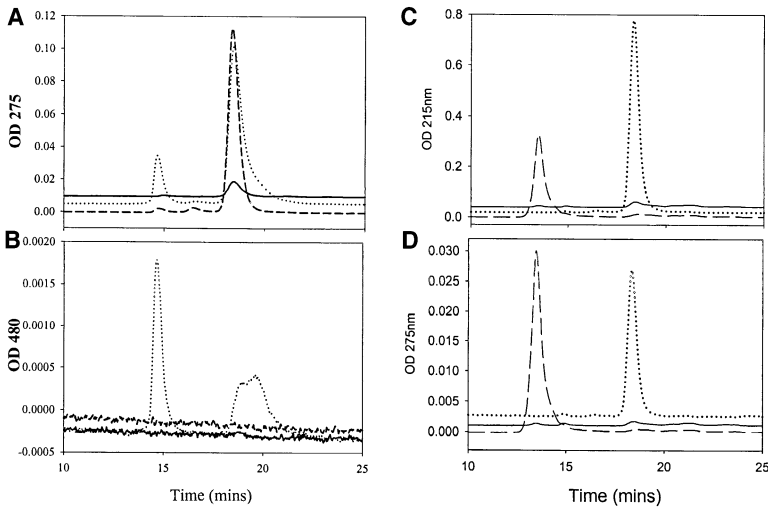 A
0.12
0.10
0.08
0.06
0.04
0.02
0.00
OD 275
B
0.0020
0.0015
0.0010
0.0005
0.0000
-0.0005
OD 480
10 15 20 25
Time (mins)
C
0.8
0.6
0.4
0.2
0.0
OD 215nm
D
0.030
0.025
0.020
0.015
0.010
0.005
0.000
OD 275nm
10 15 20 25
Time (mins)